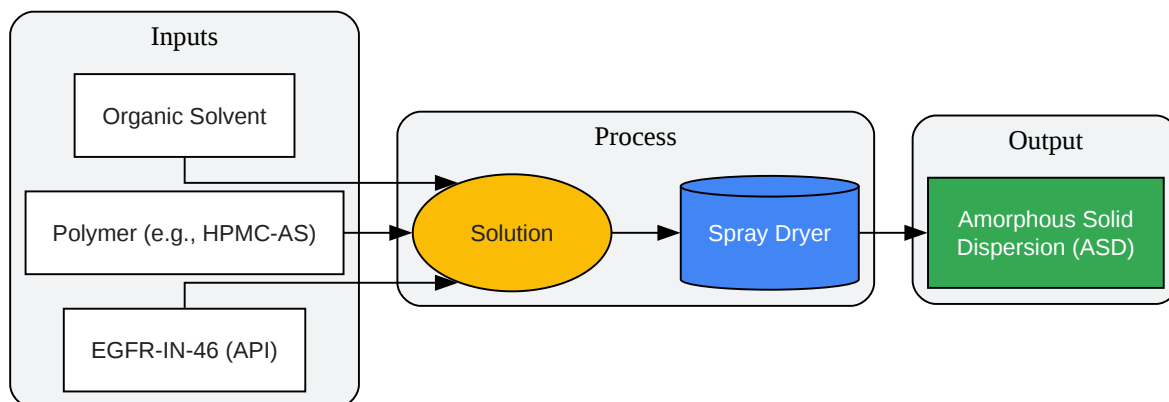 Inputs
Organic Solvent
Polymer (e.g., HPMC-AS)
EGFR-IN-46 (API)
Process
Solution
Spray Dryer
Output
Amorphous Solid
Dispersion (ASD)